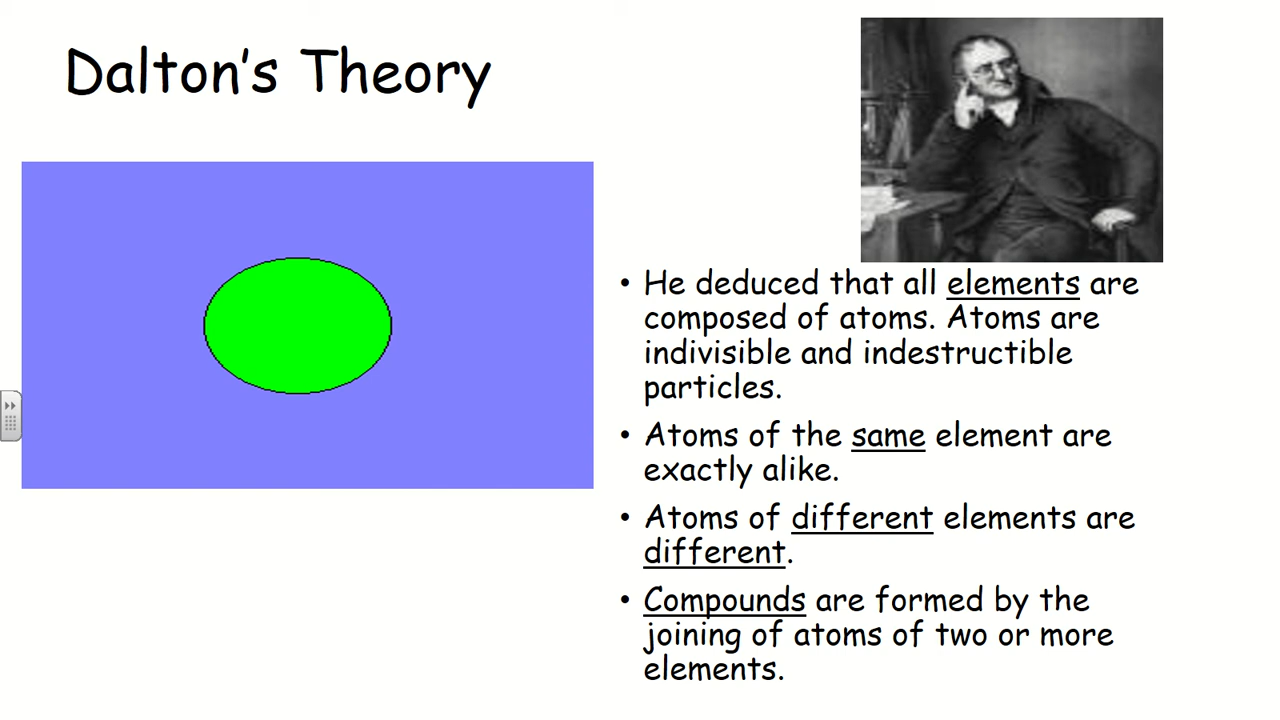 Dalton's Theory
• He deduced that all elements are
composed of atoms. Atoms are
indivisible and indestructible
particles.
• Atoms of the same element are
exactly alike.
• Atoms of different elements are
different.
• Compounds are formed by the
joining of atoms of two or more
elements.